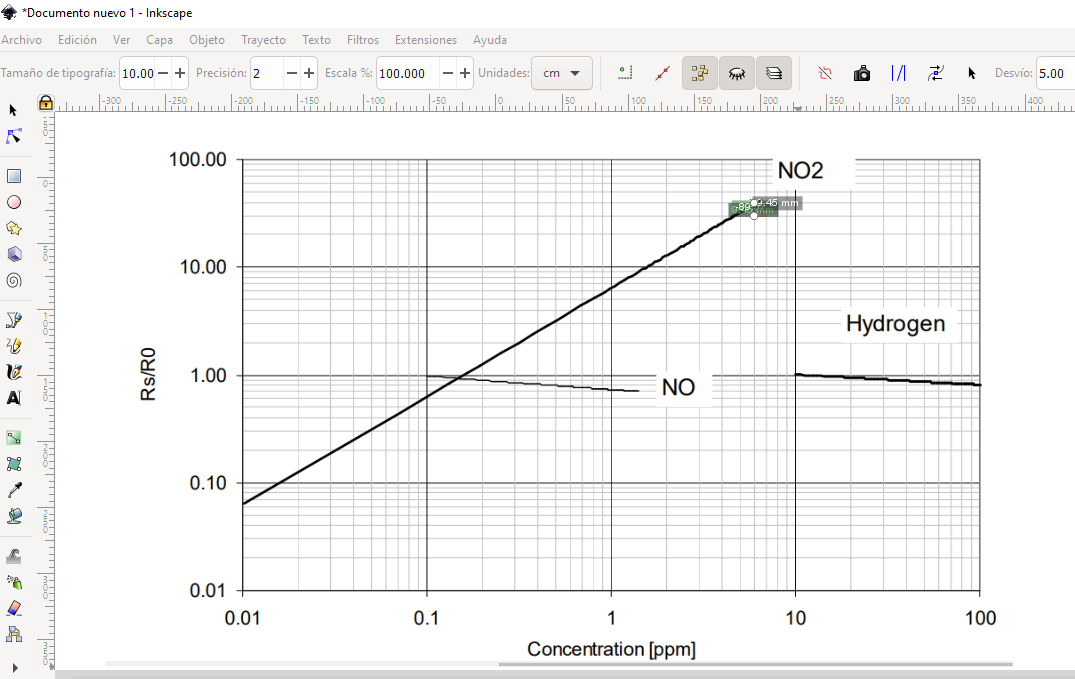 *Documento nuevo 1 - Inkscape
Archivo Edición Ver Capa Objeto Trayecto Texto Filtros Extensiones Ayuda
Tamaño de tipografía: 10.00 Precisión: 2 Escala %: 100.000 Unidades: cm Desvío: 5.00
-300 -250 -200 -150 -100 -50 0 50 100 150 200 250 300 350 400
100.00
NO2
9.45 mm
10.00
Hydrogen
Rs/R0
1.00
NO
0.10
0.01
0.01 0.1 1 10 100
Concentration [ppm]